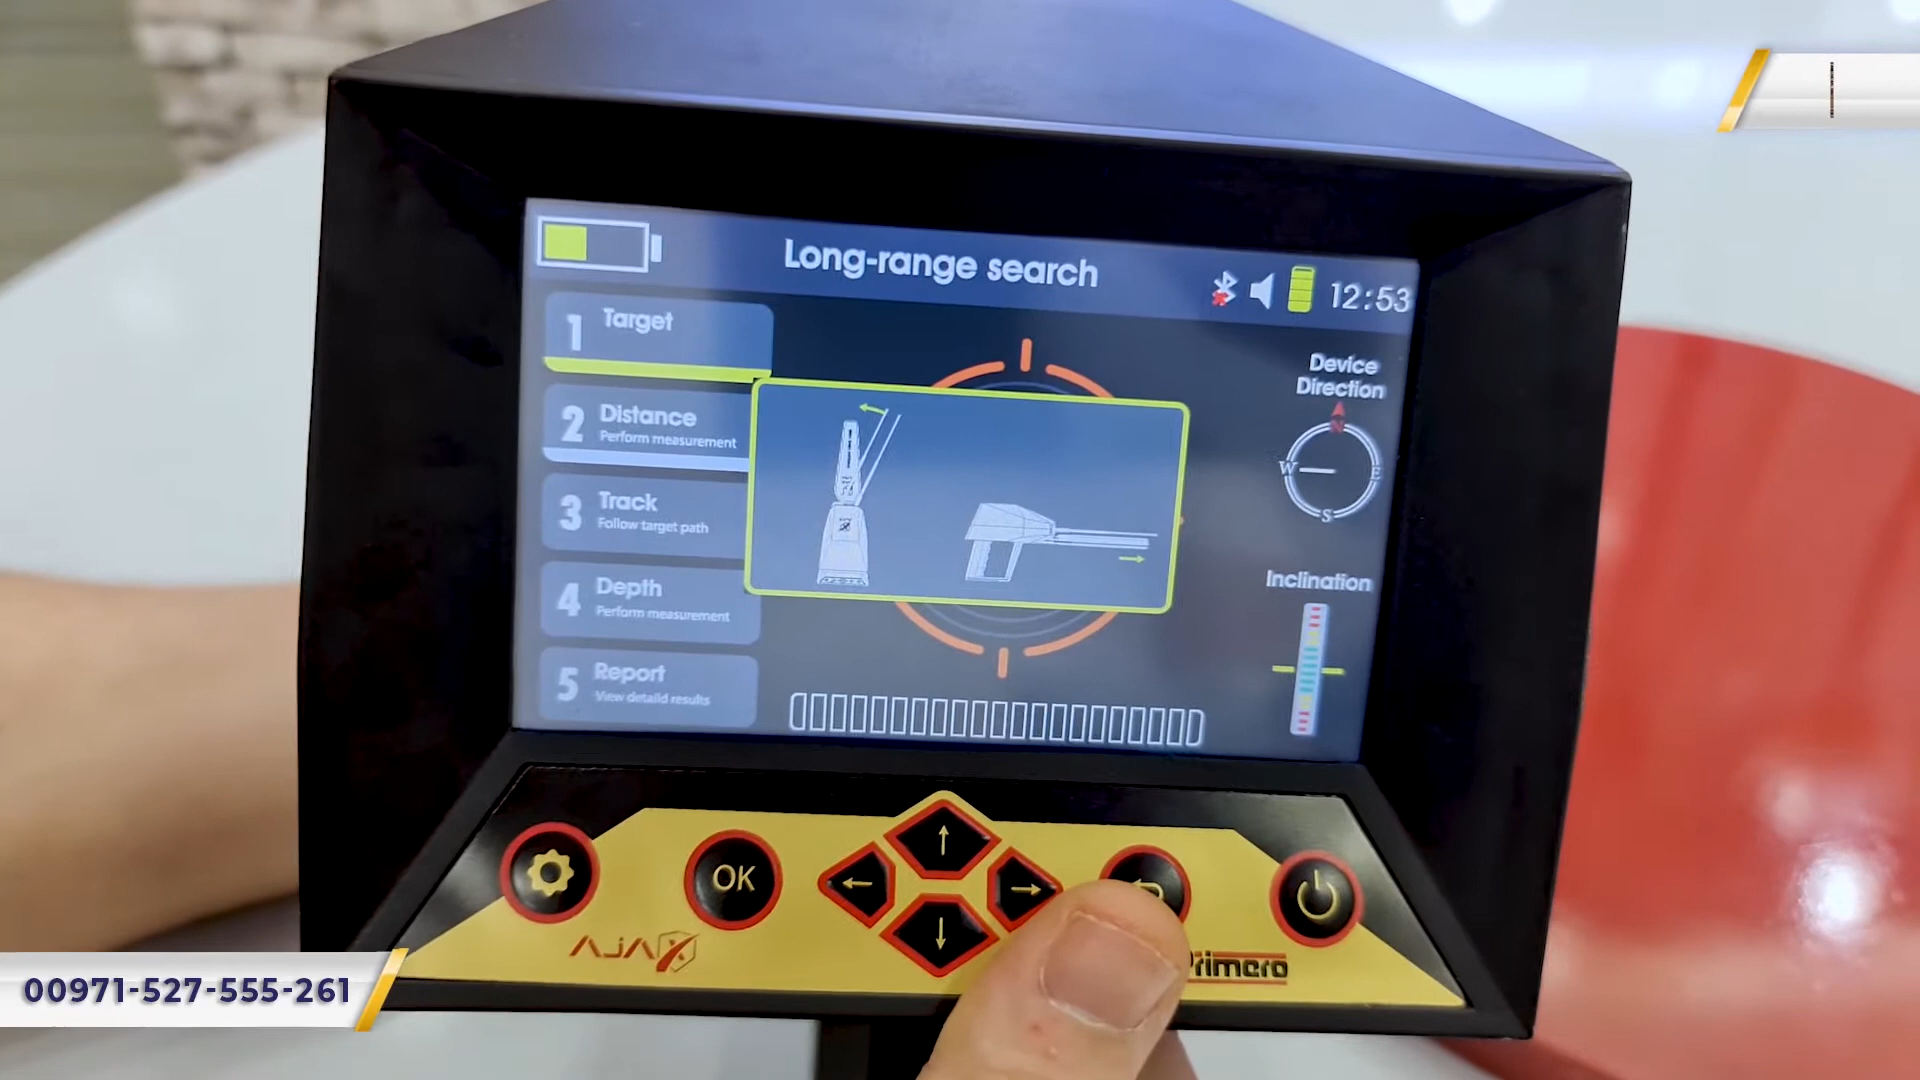 Long-range search
12:53
1 Target
2 Distance
Perform measurement
3 Track
Follow target path
4 Depth
Perform measurement
5 Report
View detaild results
Device
Direction
N
W E
S
Inclination
OK
AJAX
Primero
00971-527-555-261